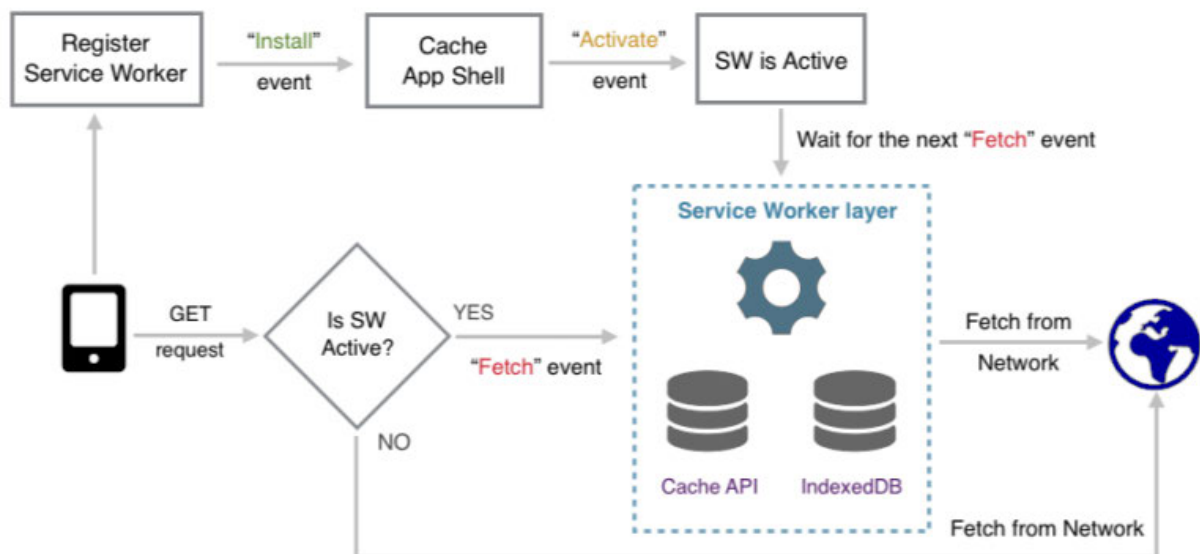 Register
Service Worker
“Install”
event
Cache
App Shell
“Activate”
event
SW is Active
Wait for the next “Fetch” event
Service Worker layer
GET
request
Is SW
Active?
YES
“Fetch” event
NO
Cache API
IndexedDB
Fetch from
Network
Fetch from Network